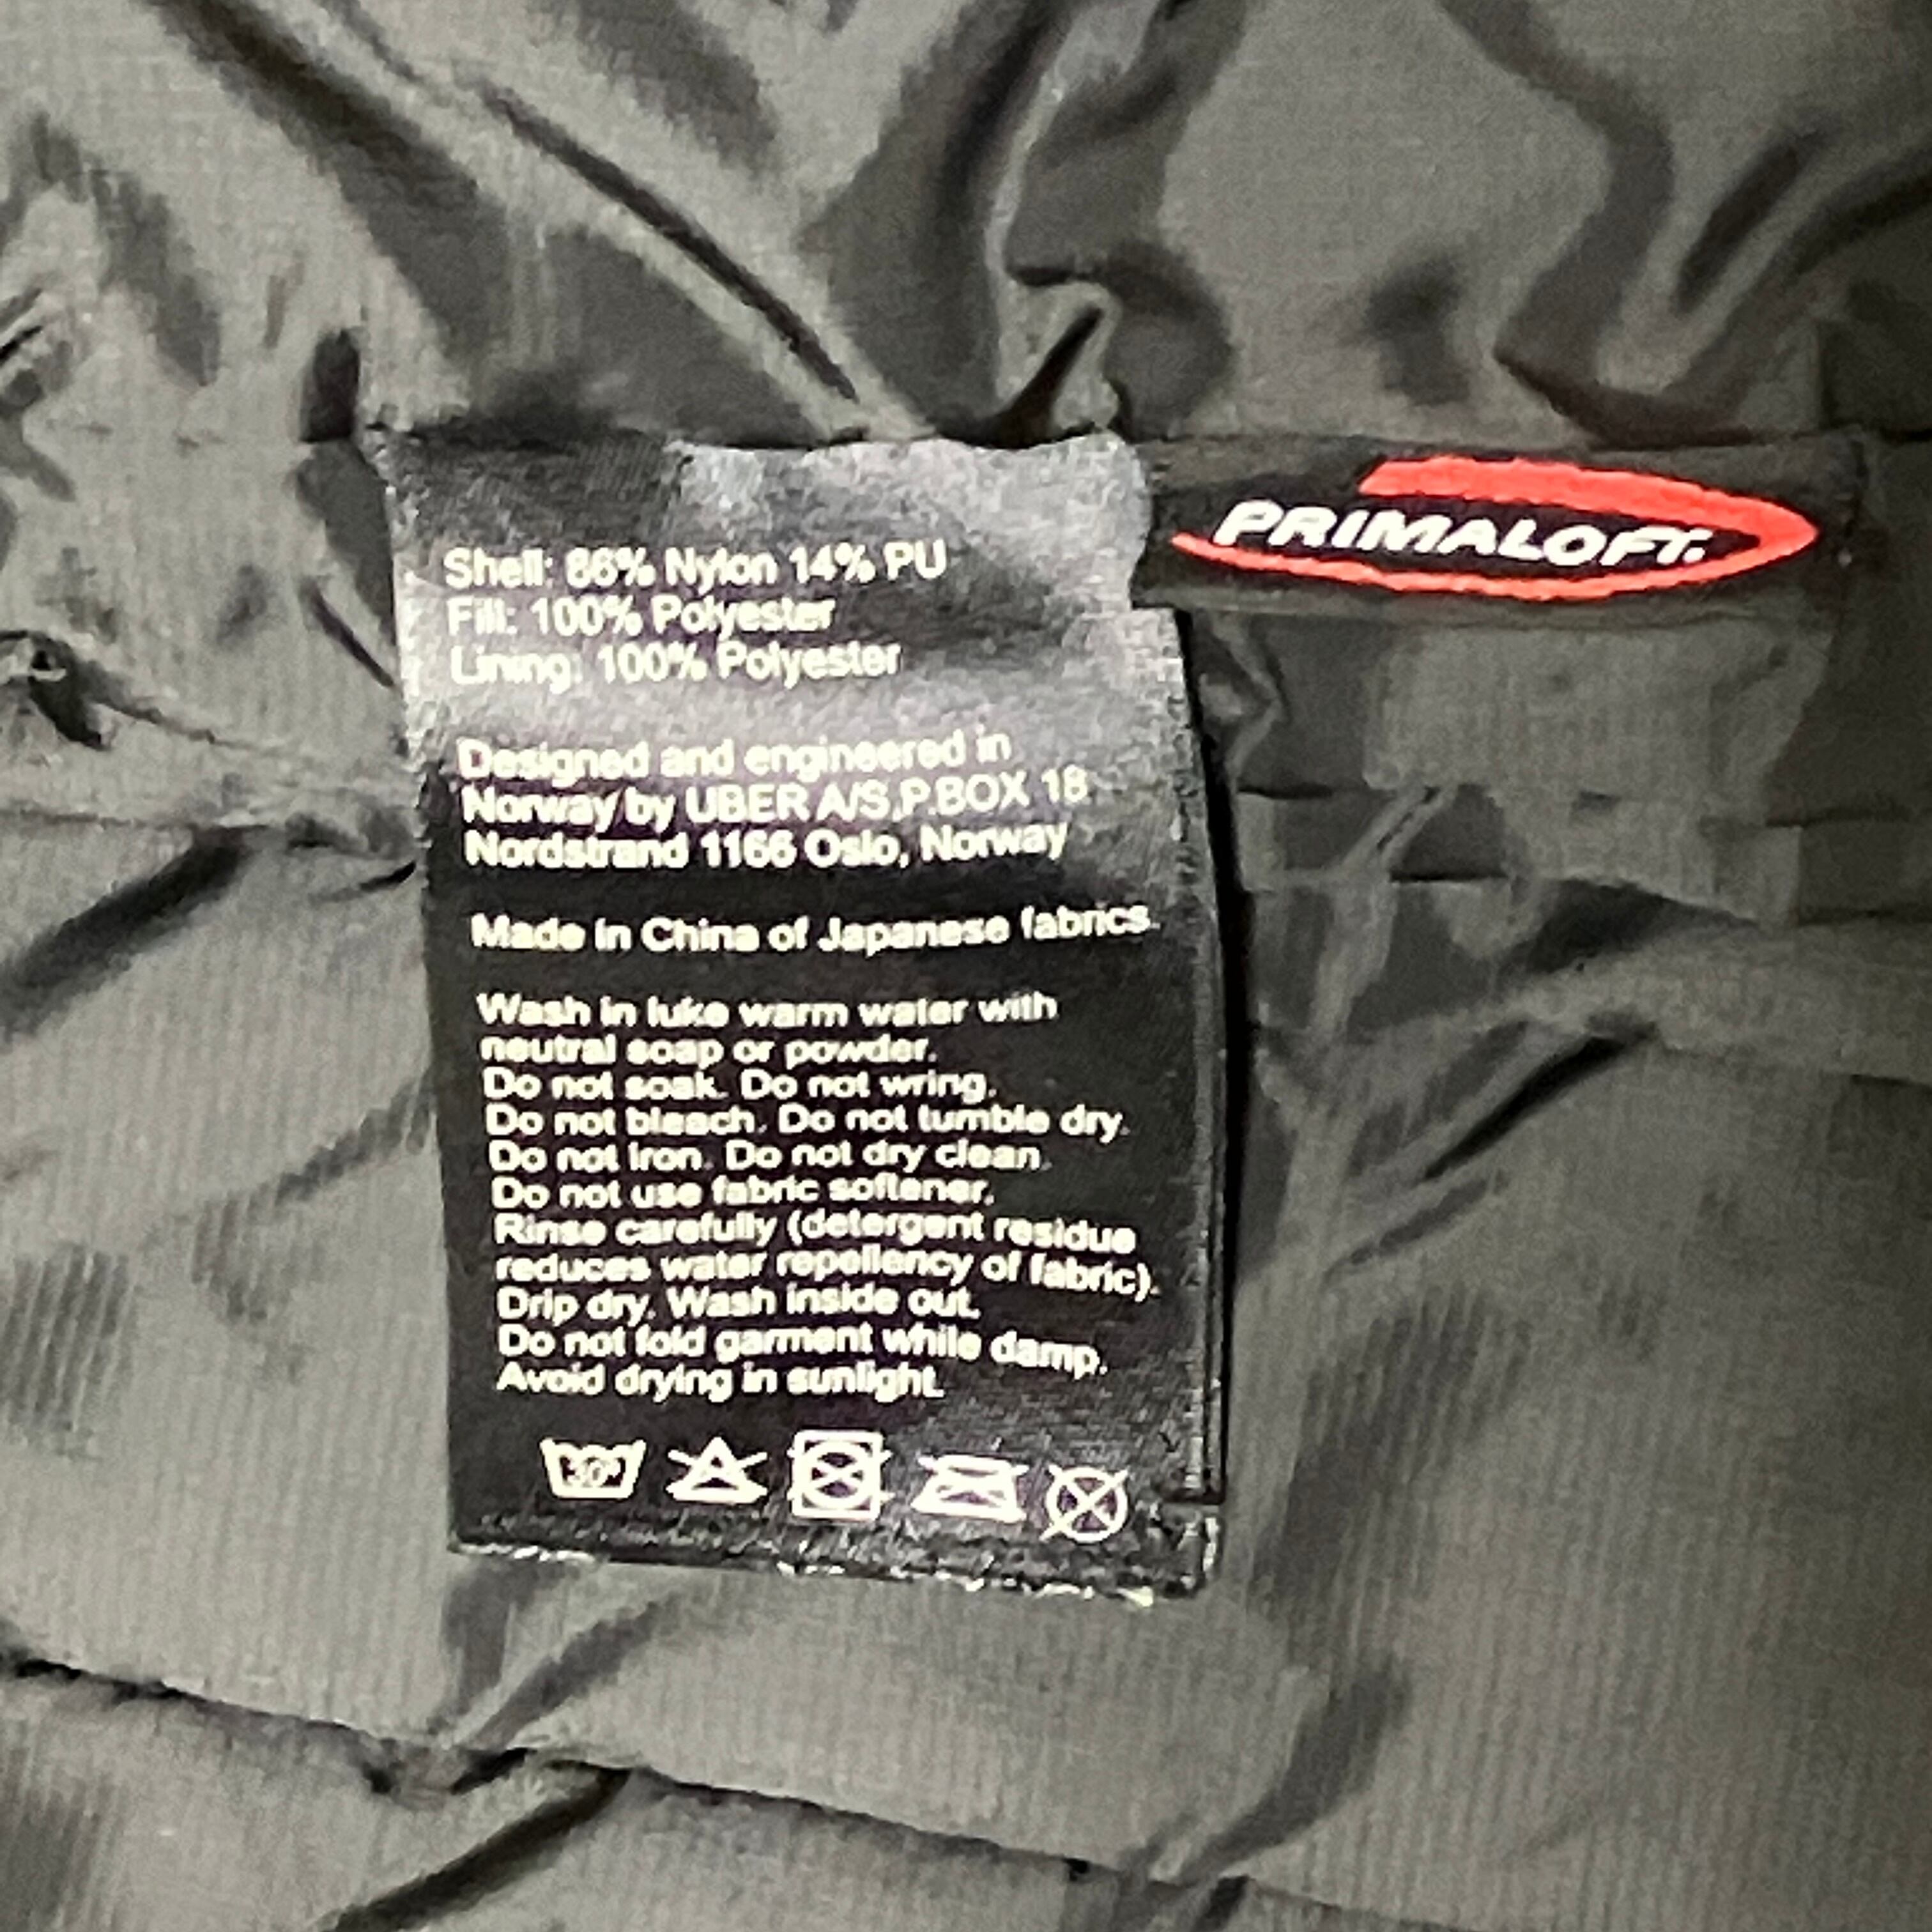 Shell: 86% Nylon 14% PU
Fill: 100% Polyester
Lining: 100% Polyester
PRIMALOFT.
Designed and engineered in
Norway by UBER A/S,P.BOX 18
Nordstrand 1166 Oslo, Norway
Made in China of Japanese fabrics.
Wash in luke warm water with
neutral soap or powder.
Do not soak. Do not wring.
Do not bleach. Do not tumble dry.
Do not iron. Do not dry clean.
Do not use fabric softener.
Rinse carefully (detergent residue
reduces water repellency of fabric).
Drip dry. Wash inside out.
Do not fold garment while damp.
Avoid drying in sunlight.
30°